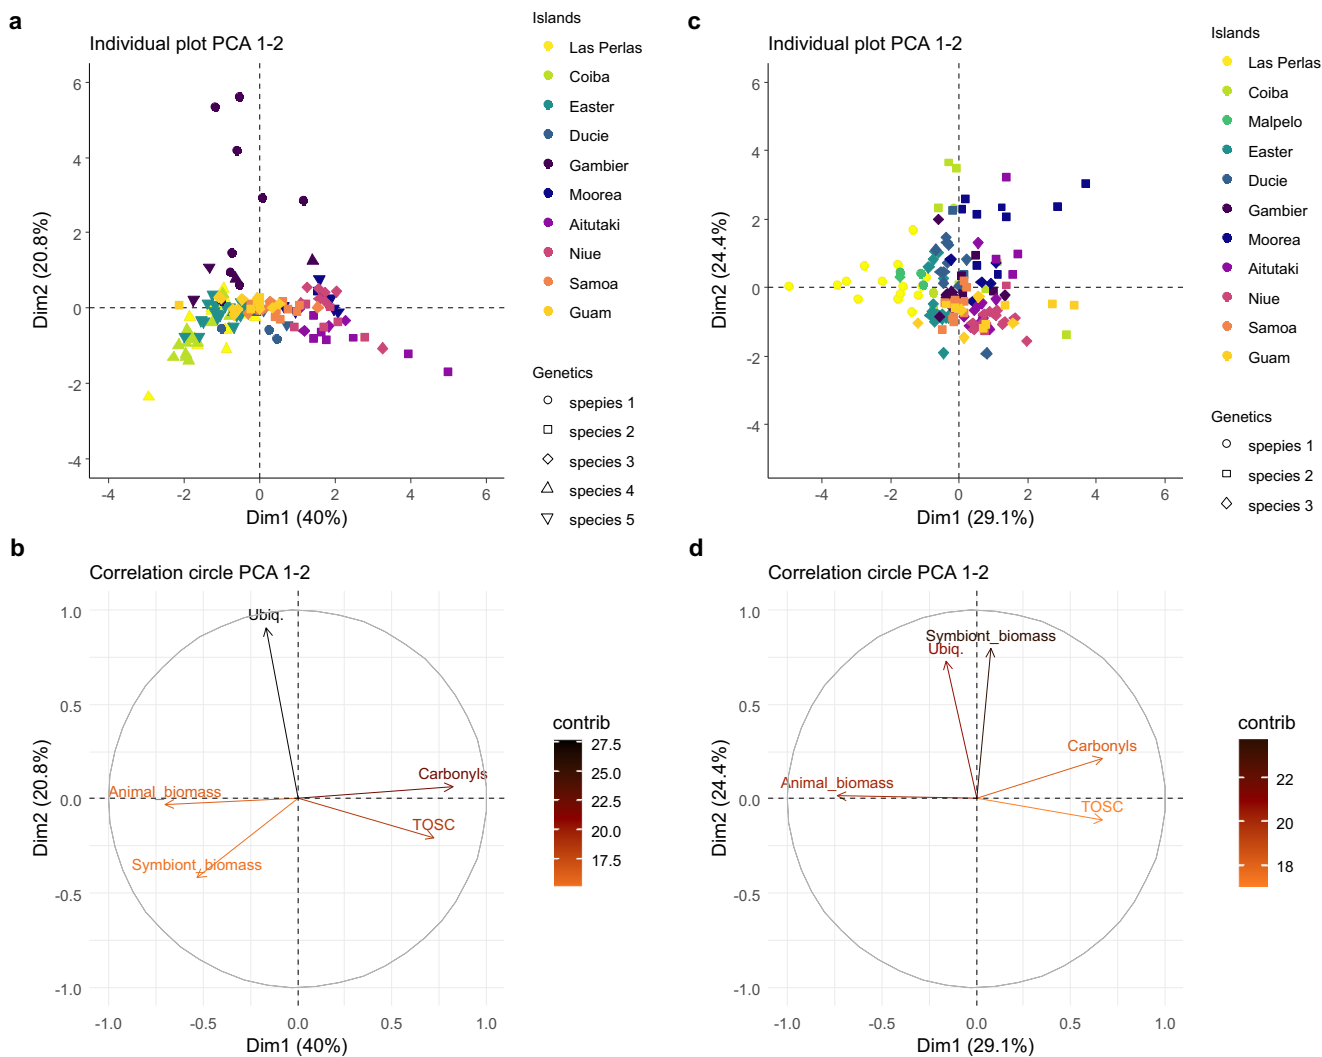 a
Individual plot PCA 1-2
6
4
2
0
-2
-4
-4
-2
0
2
4
6
Dim1 (40%)
Dim2 (20.8%)
Islands
Las Perlas
Coiba
Easter
Ducie
Gambier
Moorea
Aitutaki
Niue
Samoa
Guam
Genetics
spepies 1
species 2
species 3
species 4
species 5
c
Individual plot PCA 1-2
6
4
2
0
-2
-4
-4
-2
0
2
4
6
Dim1 (29.1%)
Dim2 (24.4%)
Islands
Las Perlas
Coiba
Malpelo
Easter
Ducie
Gambier
Moorea
Aitutaki
Niue
Samoa
Guam
Genetics
spepies 1
species 2
species 3
b
Correlation circle PCA 1-2
1.0
0.5
0.0
-0.5
-1.0
-1.0
-0.5
0.0
0.5
1.0
Dim1 (40%)
Dim2 (20.8%)
Ubiq.
Carbonyls
TOSC
Animal_biomass
Symbiont_biomass
contrib
27.5
25.0
22.5
20.0
17.5
d
Correlation circle PCA 1-2
1.0
0.5
0.0
-0.5
-1.0
-1.0
-0.5
0.0
0.5
1.0
Dim1 (29.1%)
Dim2 (24.4%)
Symbiont_biomass
Ubiq.
Carbonyls
Animal_biomass
TOSC
contrib
22
20
18